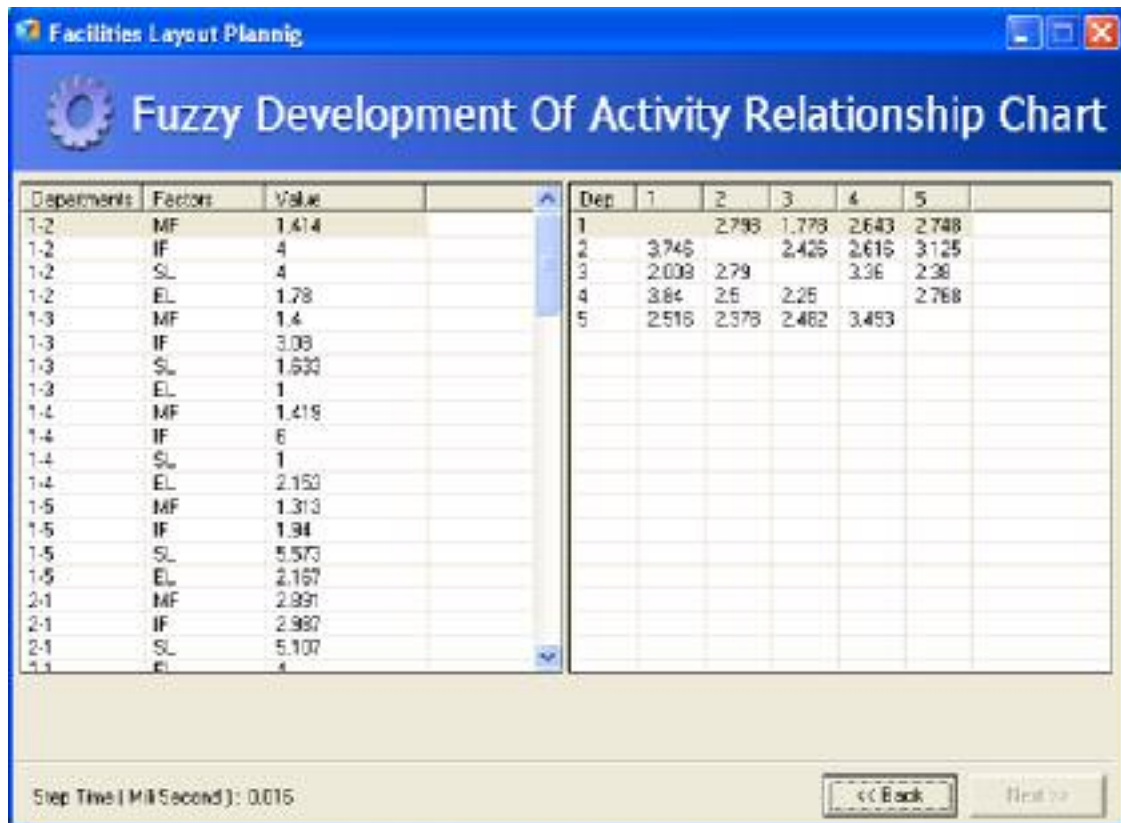 Facilities Layout Plannig
Fuzzy Development Of Activity Relationship Chart
Departments Factors Value
1-2 MF 1.414
1-2 IF 4
1-2 SL 4
1-2 EL 1.78
1-3 MF 1.4
1-3 IF 3.08
1-3 SL 1.633
1-3 EL 1
1-4 MF 1.419
1-4 IF 6
1-4 SL 1
1-4 EL 2.153
1-5 MF 1.313
1-5 IF 1.94
1-5 SL 5.573
1-5 EL 2.167
2-1 MF 2.891
2-1 IF 2.987
2-1 SL 5.107
2-1 EL 4
Dep 1 2 3 4 5
1 2.798 1.778 2.643 2.748
2 3.746 2.426 2.616 3.125
3 2.79 3.36 2.38
4 3.84 2.5 2.25 2.768
5 2.516 2.378 2.482 3.493
Step Time ( Mili Second ) : 0.016
<< Back
Next >>